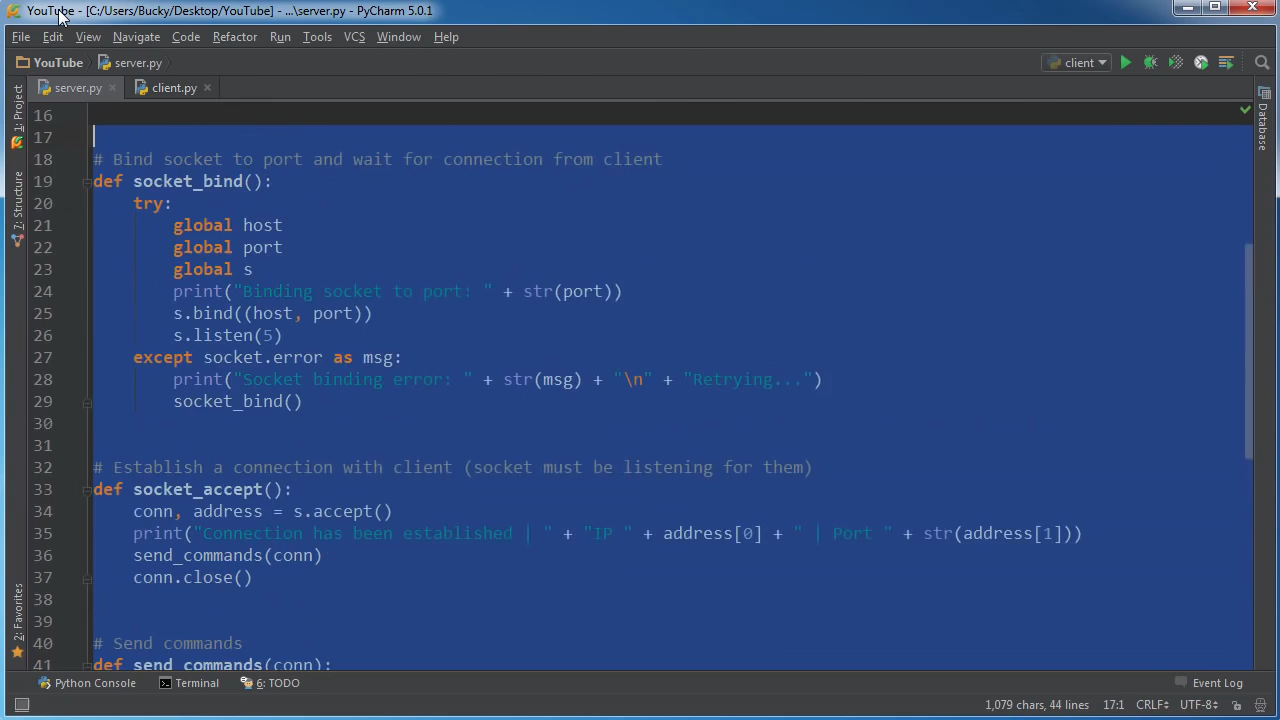 YouTube - [C:/Users/Bucky/Desktop/YouTube] - ...\server.py - PyCharm 5.0.1
File Edit View Navigate Code Refactor Run Tools VCS Window Help
YouTube server.py client
server.py client.py
1: Project
7: Structure
2: Favorites
Database
16
17
18 # Bind socket to port and wait for connection from client
19 def socket_bind():
20 try:
21 global host
22 global port
23 global s
24 print("Binding socket to port: " + str(port))
25 s.bind((host, port))
26 s.listen(5)
27 except socket.error as msg:
28 print("Socket binding error: " + str(msg) + "\n" + "Retrying...")
29 socket_bind()
30
31
32 # Establish a connection with client (socket must be listening for them)
33 def socket_accept():
34 conn, address = s.accept()
35 print("Connection has been established | " + "IP " + address[0] + " | Port " + str(address[1]))
36 send_commands(conn)
37 conn.close()
38
39
40 # Send commands
41 def send_commands(conn):
Python Console Terminal 6: TODO Event Log
1,079 chars, 44 lines 17:1 CRLF UTF-8